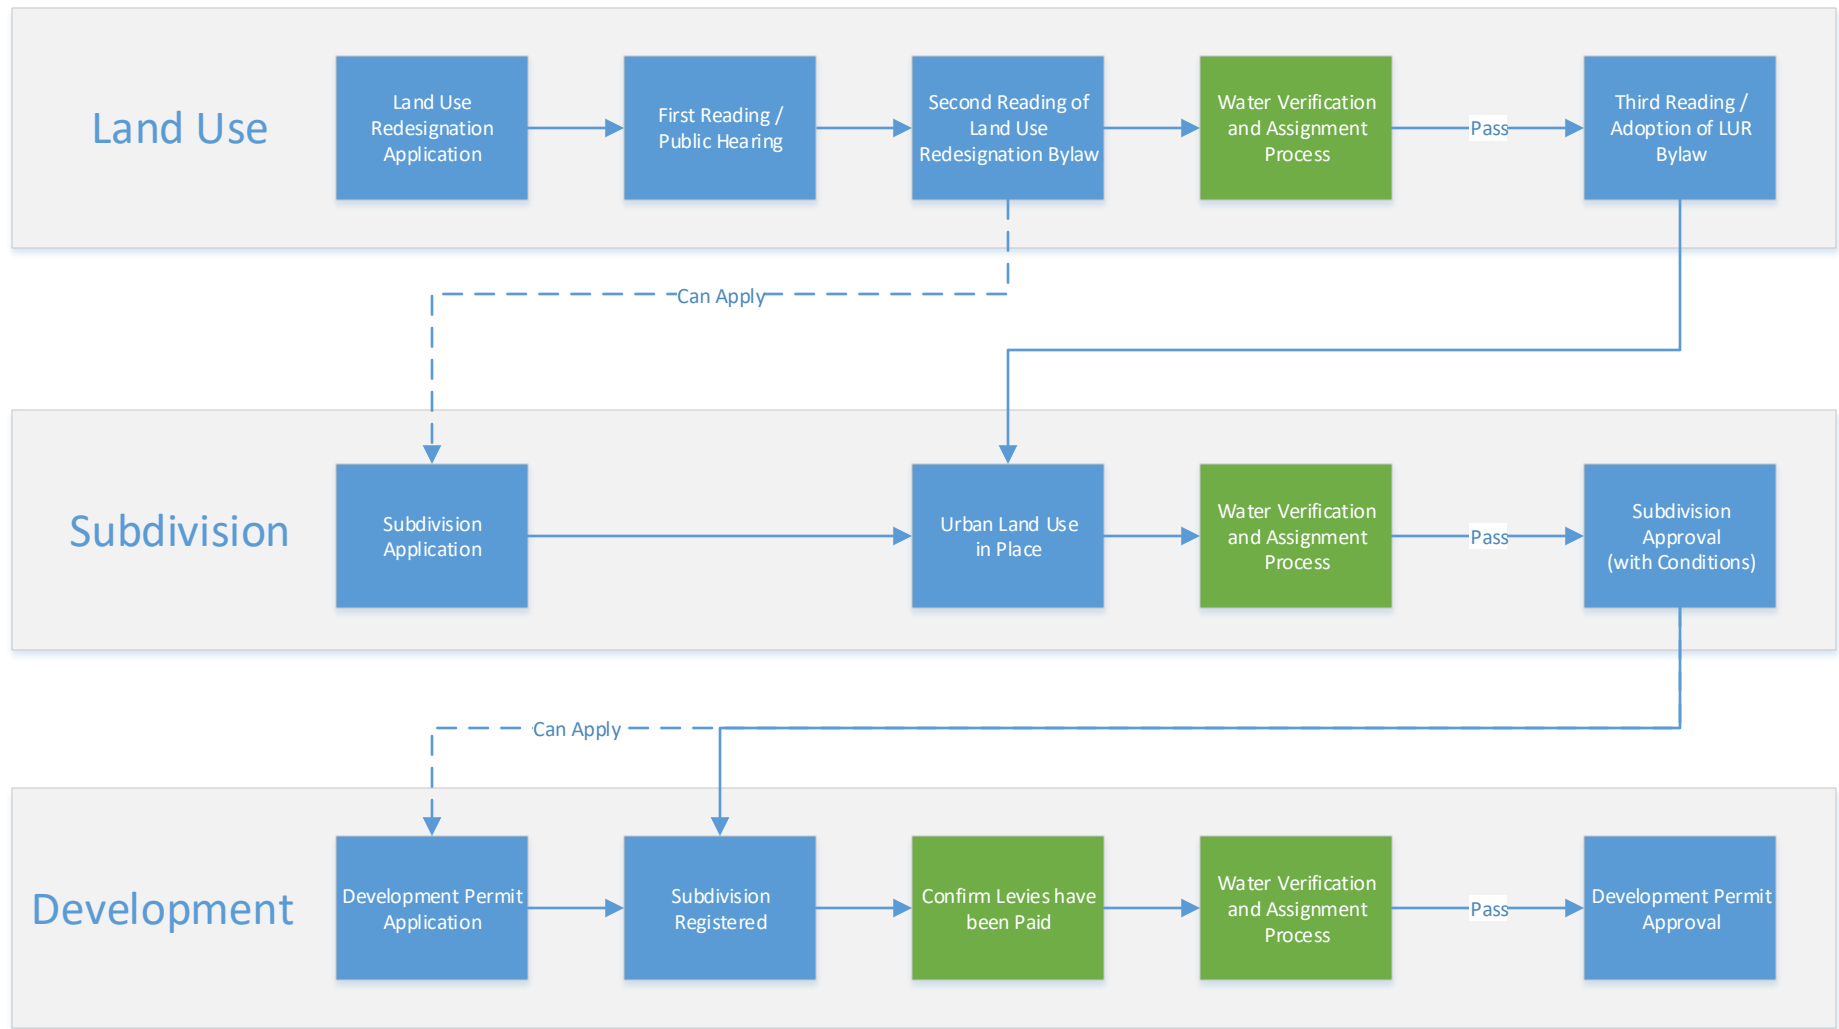 Land Use
Land Use
Redesignation
Application
First Reading /
Public Hearing
Second Reading of
Land Use
Redesignation Bylaw
Water Verification
and Assignment
Process
Pass
Third Reading /
Adoption of LUR
Bylaw
Can Apply
Subdivision
Subdivision
Application
Urban Land Use
in Place
Water Verification
and Assignment
Process
Pass
Subdivision
Approval
(with Conditions)
Can Apply
Development
Development Permit
Application
Subdivision
Registered
Confirm Levies have
been Paid
Water Verification
and Assignment
Process
Pass
Development Permit
Approval